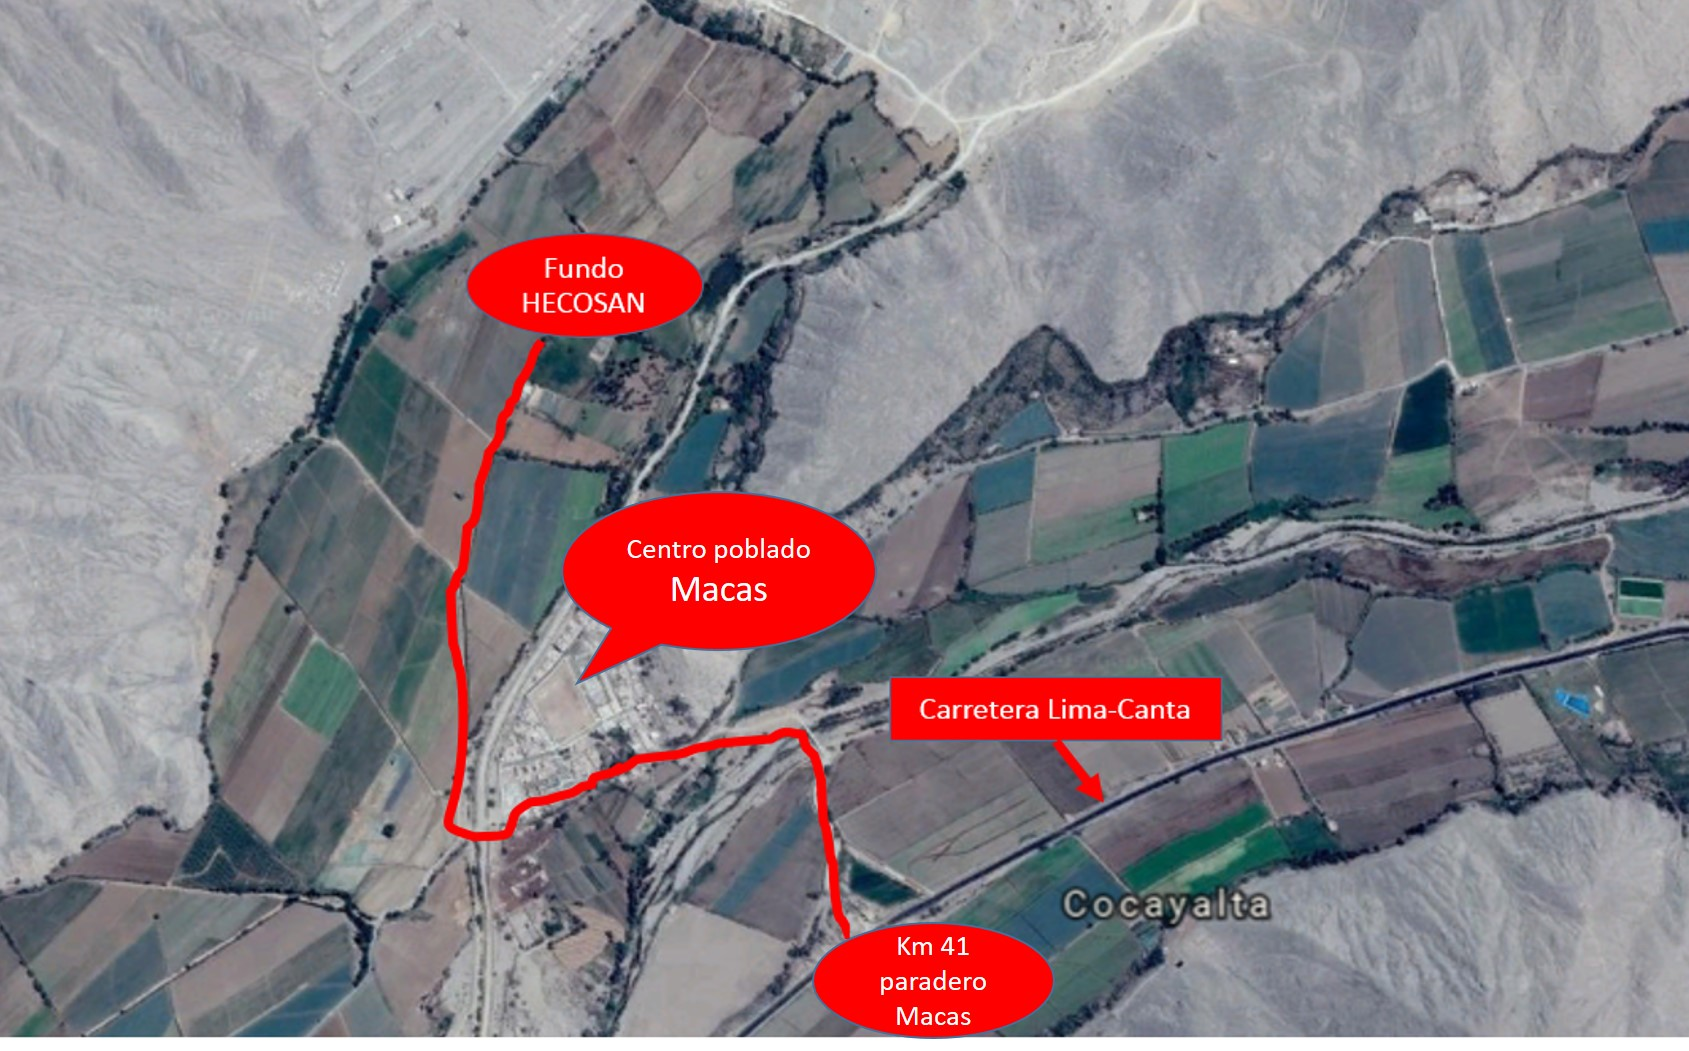 Fundo
HECOSAN
Centro poblado
Macas
Carretera Lima-Canta
Cocayalta
Km 41
paradero
Macas